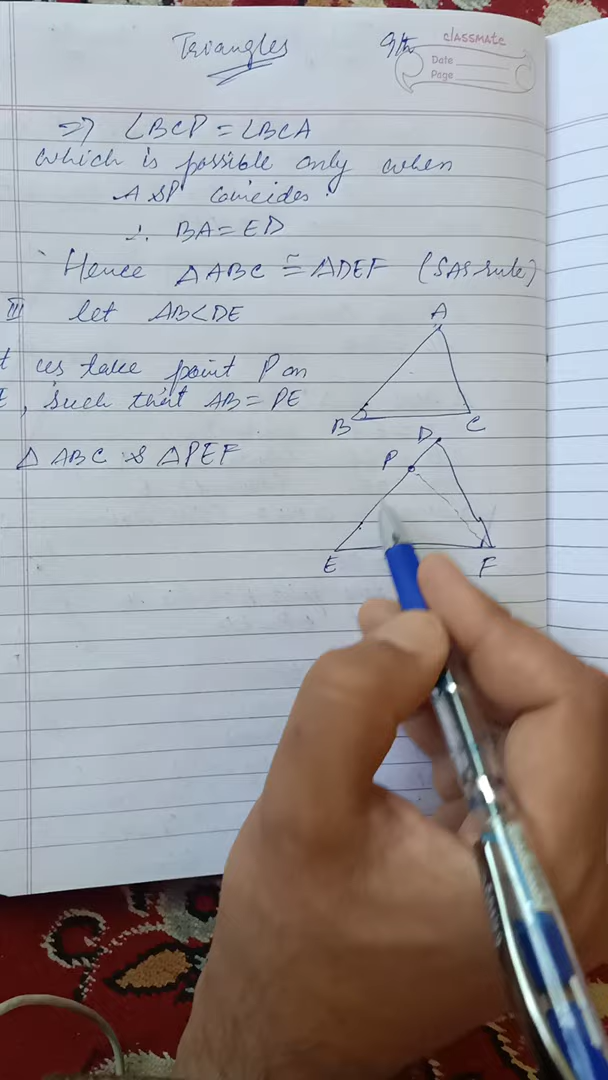 Triangles 9th
classmate
Date
Page
⇒ ∠BCP = ∠BCA
which is possible only when
A & P Coincides.
∴ BA = ED
Hence △ABC ≅ △DEF (SAS rule)
III let AB < DE
t us take point P on
E, such that AB = PE
△ ABC & △PEF
A
B
C
D
P
E
F